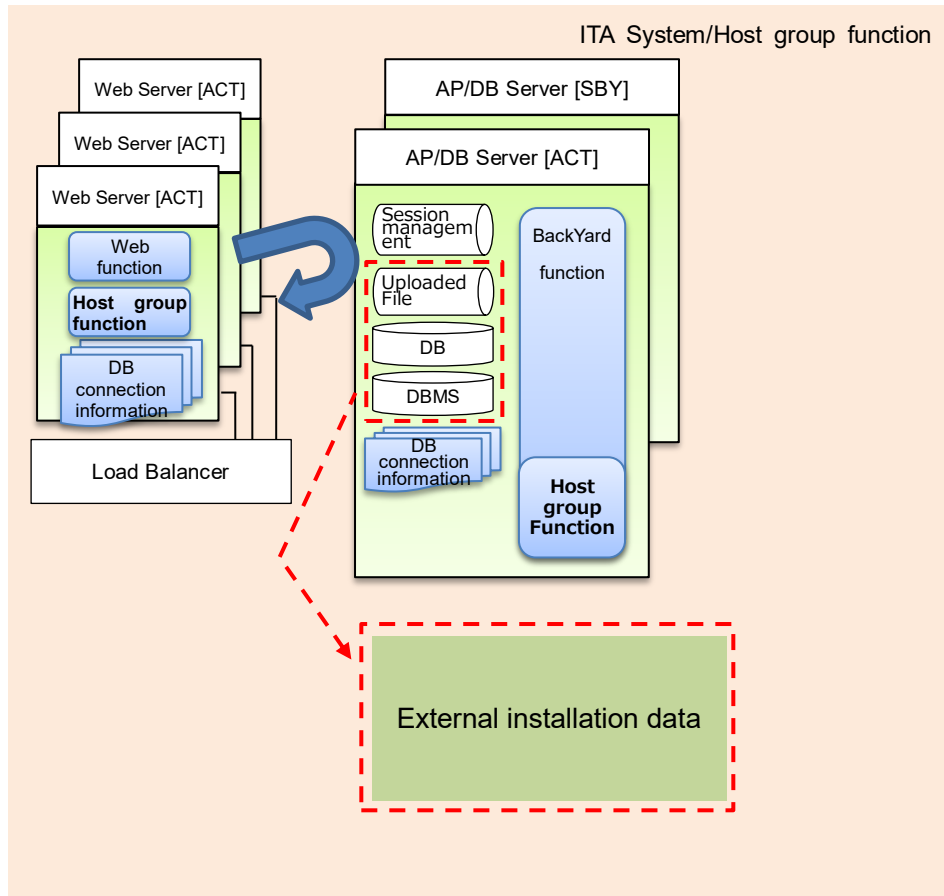 ITA System/Host group function
Web Server [ACT]
Web Server [ACT]
Web Server [ACT]
Web
function
Host group
function
DB
connection
information
Load Balancer
AP/DB Server [SBY]
AP/DB Server [ACT]
Session
managem
ent
Uploaded
File
DB
DBMS
DB
connection
information
BackYard
function
Host
group
Function
External installation data